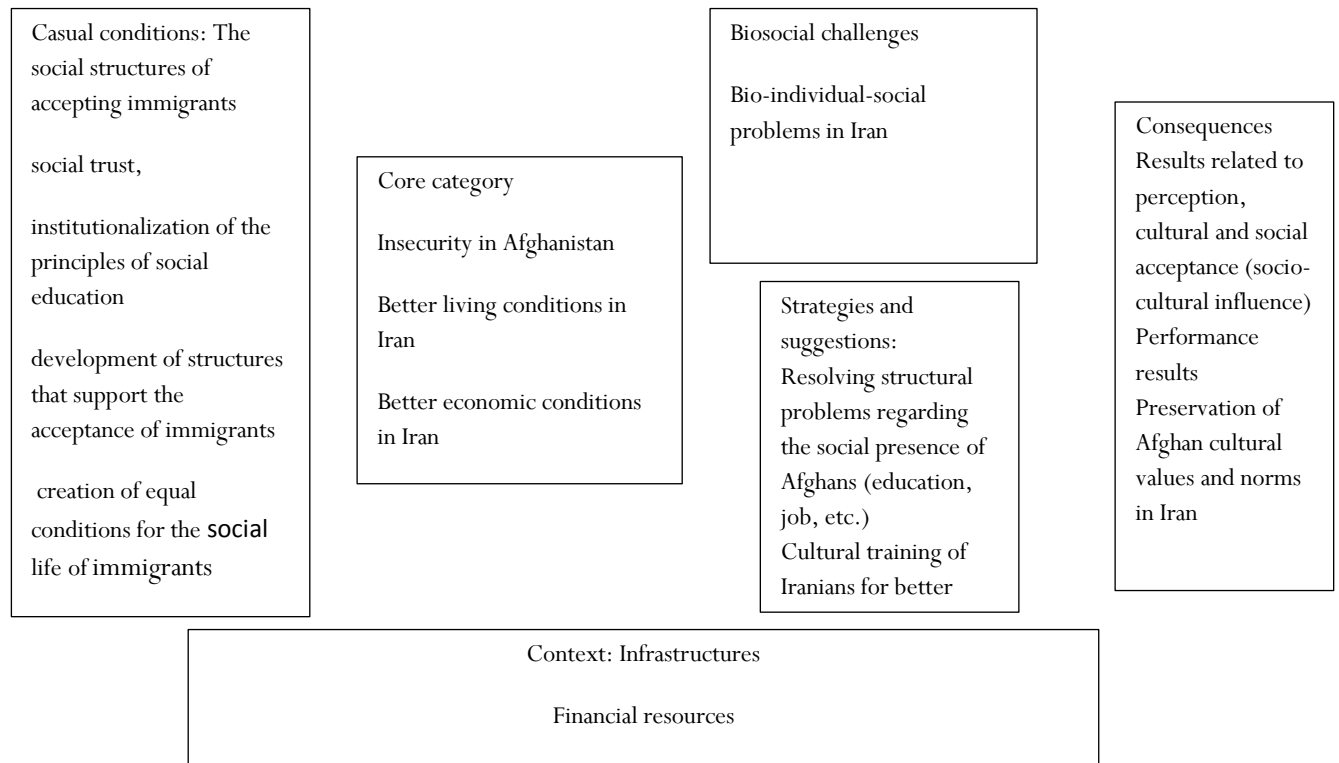 Casual conditions: The
social structures of
accepting immigrants
social trust,
institutionalization of the
principles of social
education
development of structures
that support the
acceptance of immigrants
creation of equal
conditions for the social
life of immigrants
Core category
Insecurity in Afghanistan
Better living conditions in
Iran
Better economic conditions
in Iran
Biosocial challenges
Bio-individual-social
problems in Iran
Strategies and
suggestions:
Resolving structural
problems regarding
the social presence of
Afghans (education,
job, etc.)
Cultural training of
Iranians for better
Consequences
Results related to
perception,
cultural and social
acceptance (socio-
cultural influence)
Performance
results
Preservation of
Afghan cultural
values and norms
in Iran
Context: Infrastructures
Financial resources